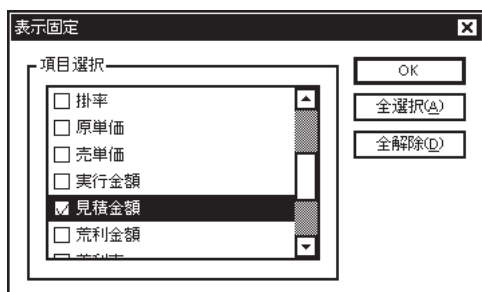 表示固定
項目選択
掛率
原単価
売単価
実行金額
見積金額
荒利金額
OK
全選択(A)
全解除(D)